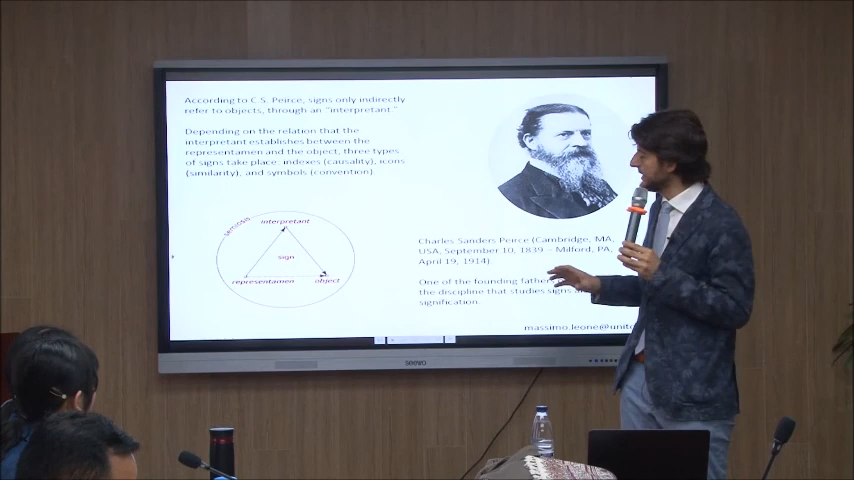 According to C.S. Peirce, signs only indirectly
refer to objects, through an "interpretant."
Depending on the relation that the
interpretant establishes between the
representamen and the object, three types
of signs take place: indexes (causality), icons
(similarity), and symbols (convention).
semiosis
interpretant
sign
representamen
object
Charles Sanders Peirce (Cambridge, MA,
USA, September 10, 1839 – Milford, PA,
April 19, 1914).
One of the founding father
the discipline that studies signs
signification.
massimo.leone@unito
seewo